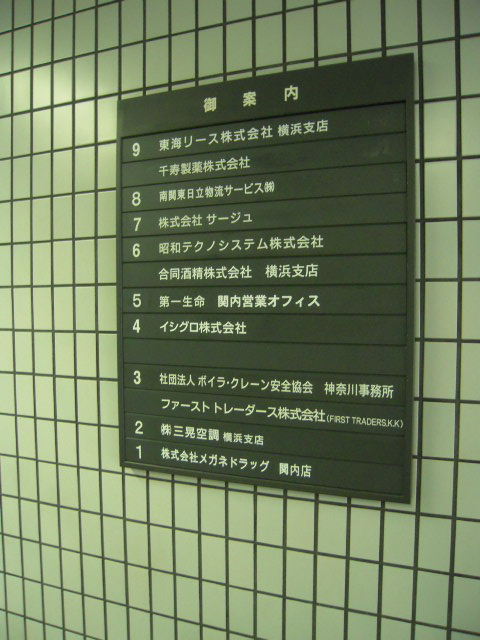 御案内
9 東海リース株式会社 横浜支店
千寿製薬株式会社
8 南関東日立物流サービス㈱
7 株式会社 サージュ
6 昭和テクノシステム株式会社
合同酒精株式会社 横浜支店
5 第一生命 関内営業オフィス
4 イシグロ株式会社
3 社団法人 ボイラ・クレーン安全協会 神奈川事務所
ファースト トレーダース株式会社(FIRST TRADERS,K.K)
2 ㈱三晃空調 横浜支店
1 株式会社メガネドラッグ 関内店